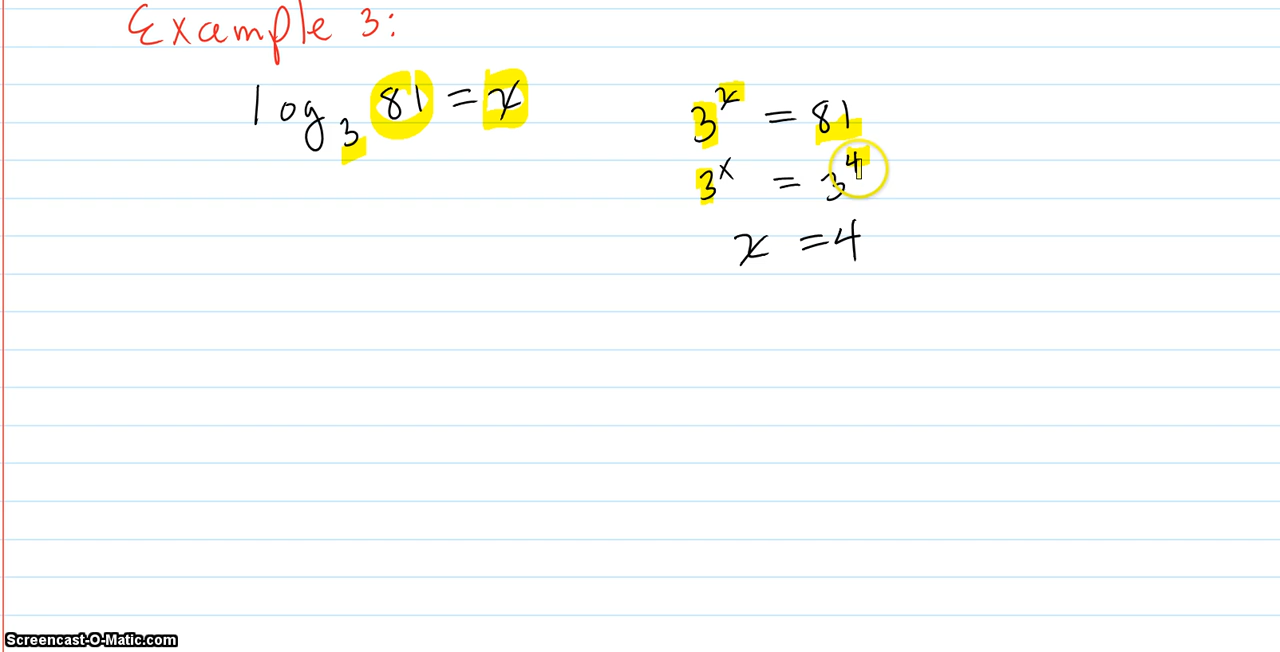 Example 3:
log₃ 81 = x
3ˣ = 81
3ˣ = 3⁴
x = 4
Screencast-O-Matic.com